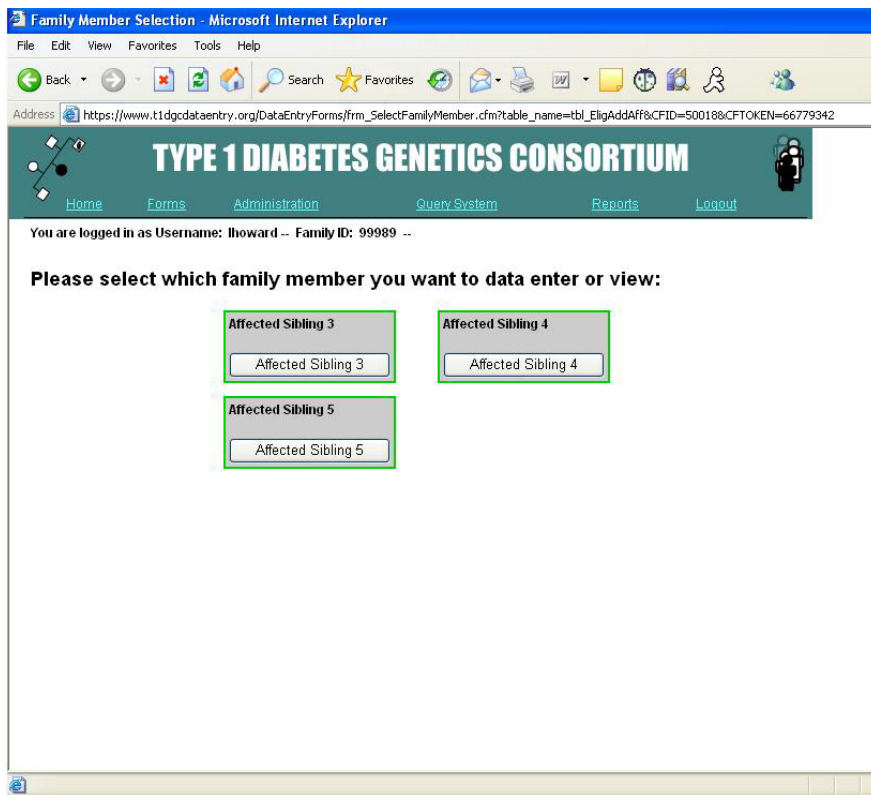 Family Member Selection - Microsoft Internet Explorer
File Edit View Favorites Tools Help
Back Search Favorites
Address https://www.t1dgcdataentry.org/DataEntryForms/frm_SelectFamilyMember.cfm?table_name=tbl_EligAddAff&CFID=50018&CFTOKEN=66779342
TYPE 1 DIABETES GENETICS CONSORTIUM
Home Forms Administration Query System Reports Logout
You are logged in as Username: lhoward -- Family ID: 99989 --
Please select which family member you want to data enter or view:
Affected Sibling 3 Affected Sibling 4
Affected Sibling 3 Affected Sibling 4
Affected Sibling 5
Affected Sibling 5